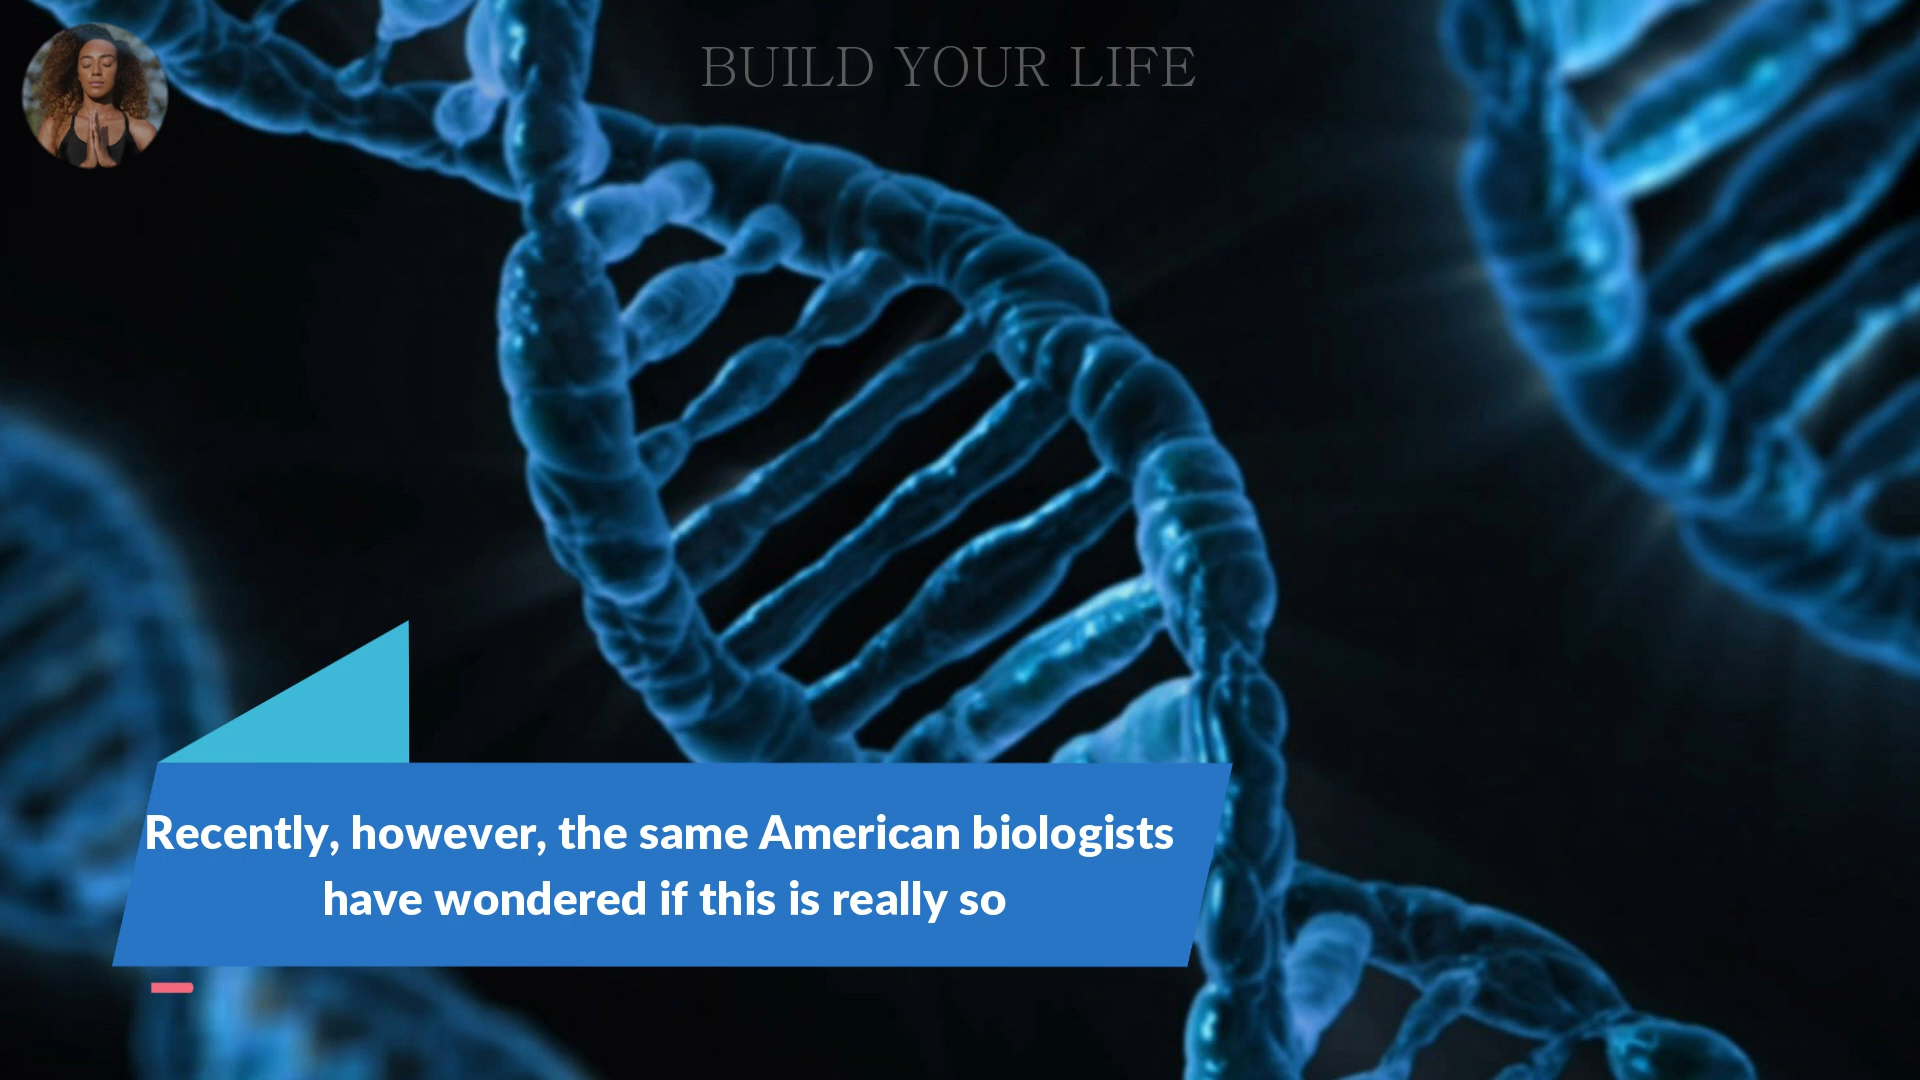 BUILD YOUR LIFE
Recently, however, the same American biologists
have wondered if this is really so